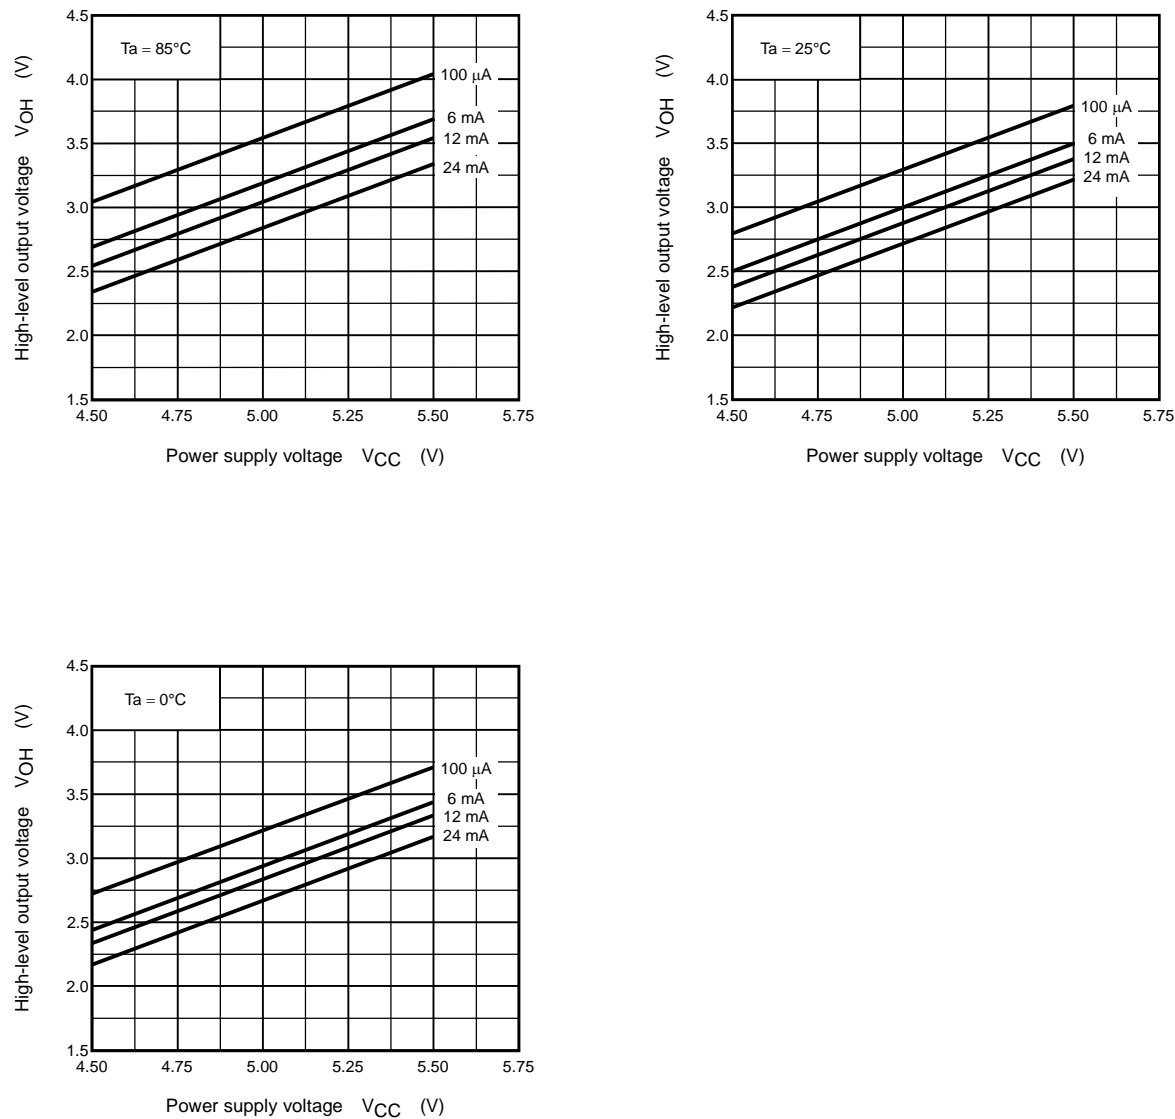 High-level output voltage VOH (V)
4.5
4.0
3.5
3.0
2.5
2.0
1.5
Ta = 85°C
100 μA
6 mA
12 mA
24 mA
4.50 4.75 5.00 5.25 5.50 5.75
Power supply voltage VCC (V)
High-level output voltage VOH (V)
4.5
4.0
3.5
3.0
2.5
2.0
1.5
Ta = 25°C
100 μA
6 mA
12 mA
24 mA
4.50 4.75 5.00 5.25 5.50 5.75
Power supply voltage VCC (V)
High-level output voltage VOH (V)
4.5
4.0
3.5
3.0
2.5
2.0
1.5
Ta = 0°C
100 μA
6 mA
12 mA
24 mA
4.50 4.75 5.00 5.25 5.50 5.75
Power supply voltage VCC (V)